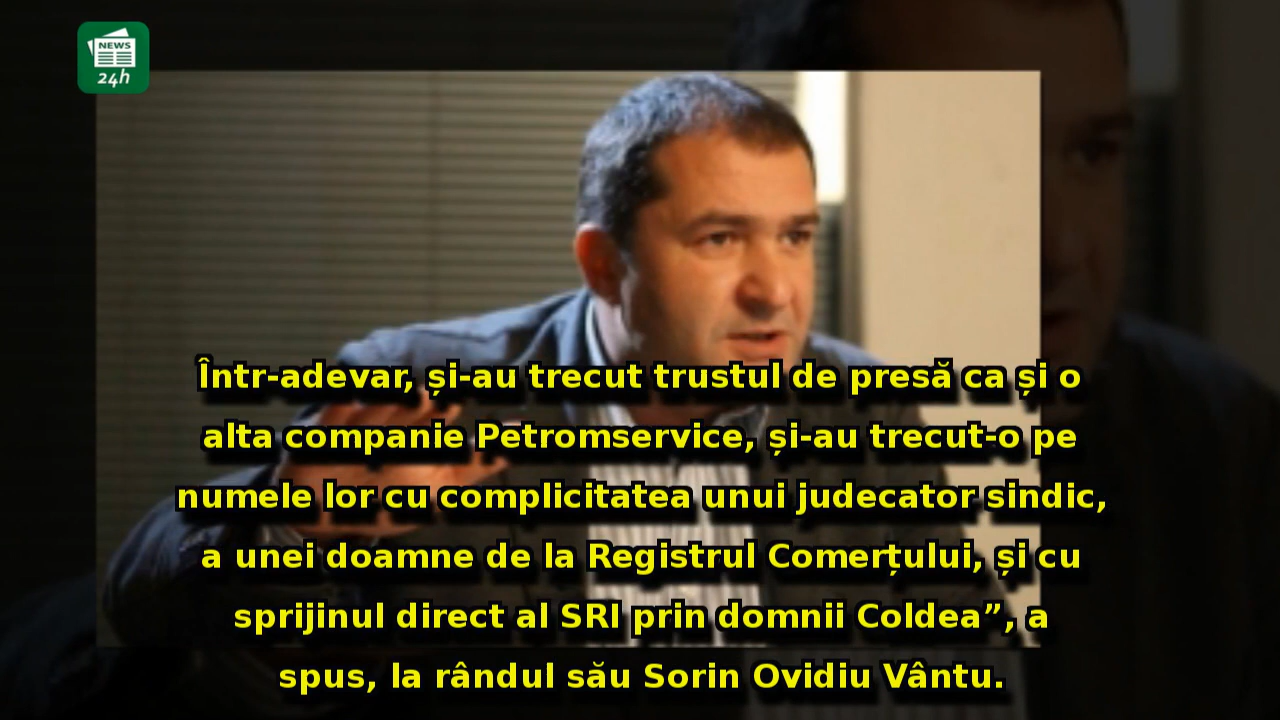 NEWS
24h
Într-adevar, și-au trecut trustul de presă ca și o
alta companie Petromservice, și-au trecut-o pe
numele lor cu complicitatea unui judecator sindic,
a unei doamne de la Registrul Comerțului, și cu
sprijinul direct al SRI prin domnii Coldea”, a
spus, la rândul său Sorin Ovidiu Vântu.